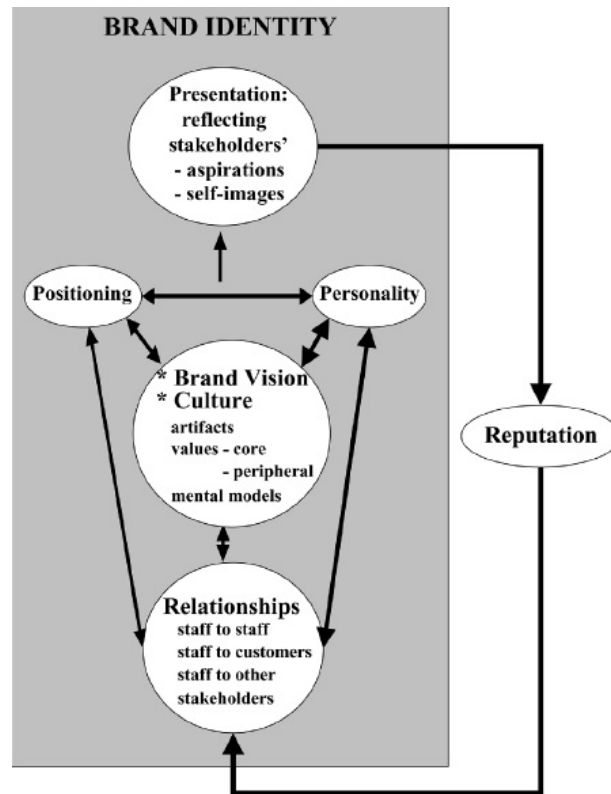 BRAND IDENTITY
Presentation:
reflecting
stakeholders’
- aspirations
- self-images
Positioning
Personality
* Brand Vision
* Culture
artifacts
values - core
- peripheral
mental models
Reputation
Relationships
staff to staff
staff to customers
staff to other
stakeholders